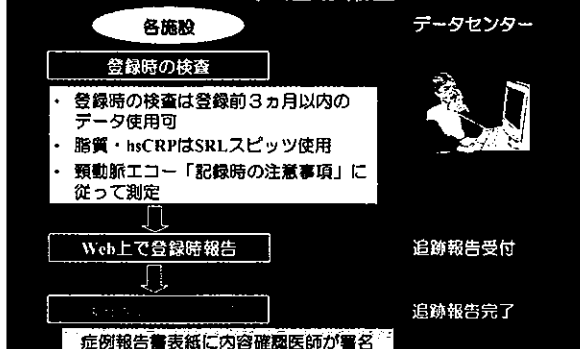 各施設
データセンター
登録時の検査
・ 登録時の検査は登録前３ヵ月以内の
データ使用可
・ 脂質・hsCRPはSRLスピッツ使用
・ 頸動脈エコー「記録時の注意事項」に
従って測定
Web上で登録時報告
追跡報告受付
追跡報告完了
症例報告書表紙に内容確認医師が署名